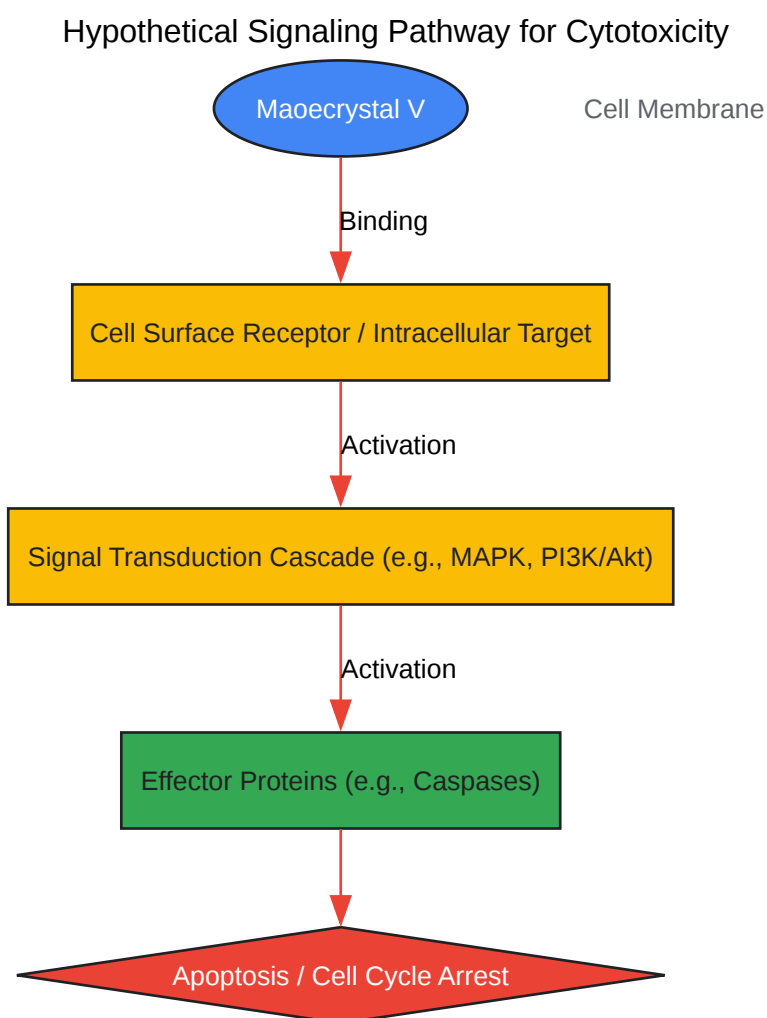 Hypothetical Signaling Pathway for Cytotoxicity
Maoecrystal V
Cell Membrane
Binding
Cell Surface Receptor / Intracellular Target
Activation
Signal Transduction Cascade (e.g., MAPK, PI3K/Akt)
Activation
Effector Proteins (e.g., Caspases)
Apoptosis / Cell Cycle Arrest